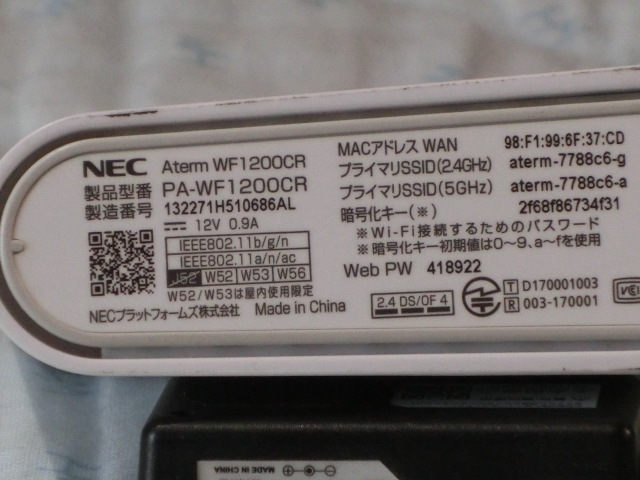 NEC Aterm WF1200CR
製品型番 PA-WF1200CR
製造番号 132271H510686AL
12V 0.9A
IEEE802.11b/g/n
IEEE802.11a/n/ac
J52 W52 W53 W56
W52/W53は屋内使用限定
NECプラットフォームズ株式会社 Made in China
MACアドレス WAN 98:F1:99:6F:37:CD
プライマリSSID(2.4GHz) aterm-7788c6-g
プライマリSSID(5GHz) aterm-7788c6-a
暗号化キー(※) 2f68f86734f31
※Wi-Fi接続するためのパスワード
※暗号化キー初期値は0~9、a~fを使用
Web PW 418922
2.4 DS/OF 4
T D170001003
R 003-170001
VCCI
MADE IN CHINA